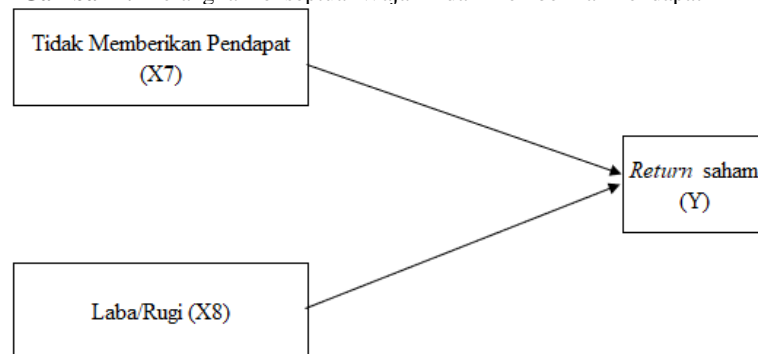 Tidak Memberikan Pendapat
(X7)
Return saham
(Y)
Laba/Rugi (X8)